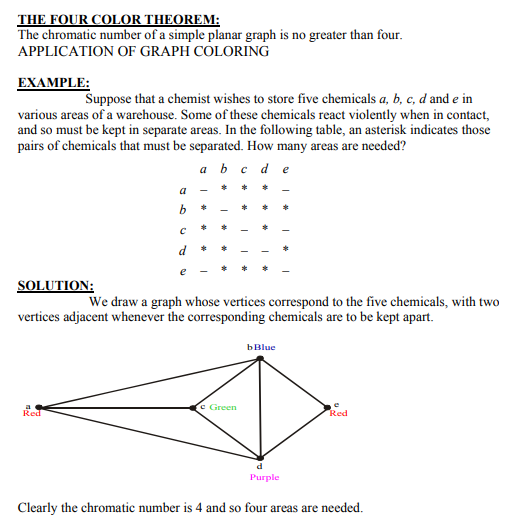 THE FOUR COLOR THEOREM:
The chromatic number of a simple planar graph is no greater than four.
APPLICATION OF GRAPH COLORING
EXAMPLE:
Suppose that a chemist wishes to store five chemicals a, b, c, d and e in
various areas of a warehouse. Some of these chemicals react violently when in contact,
and so must be kept in separate areas. In the following table, an asterisk indicates those
pairs of chemicals that must be separated. How many areas are needed?
a b c d e
a – * * * –
b * – * * *
c * * – * –
d * * – – *
e – * * * –
SOLUTION:
We draw a graph whose vertices correspond to the five chemicals, with two
vertices adjacent whenever the corresponding chemicals are to be kept apart.
b Blue
a
Red
c Green
e
Red
d
Purple
Clearly the chromatic number is 4 and so four areas are needed.